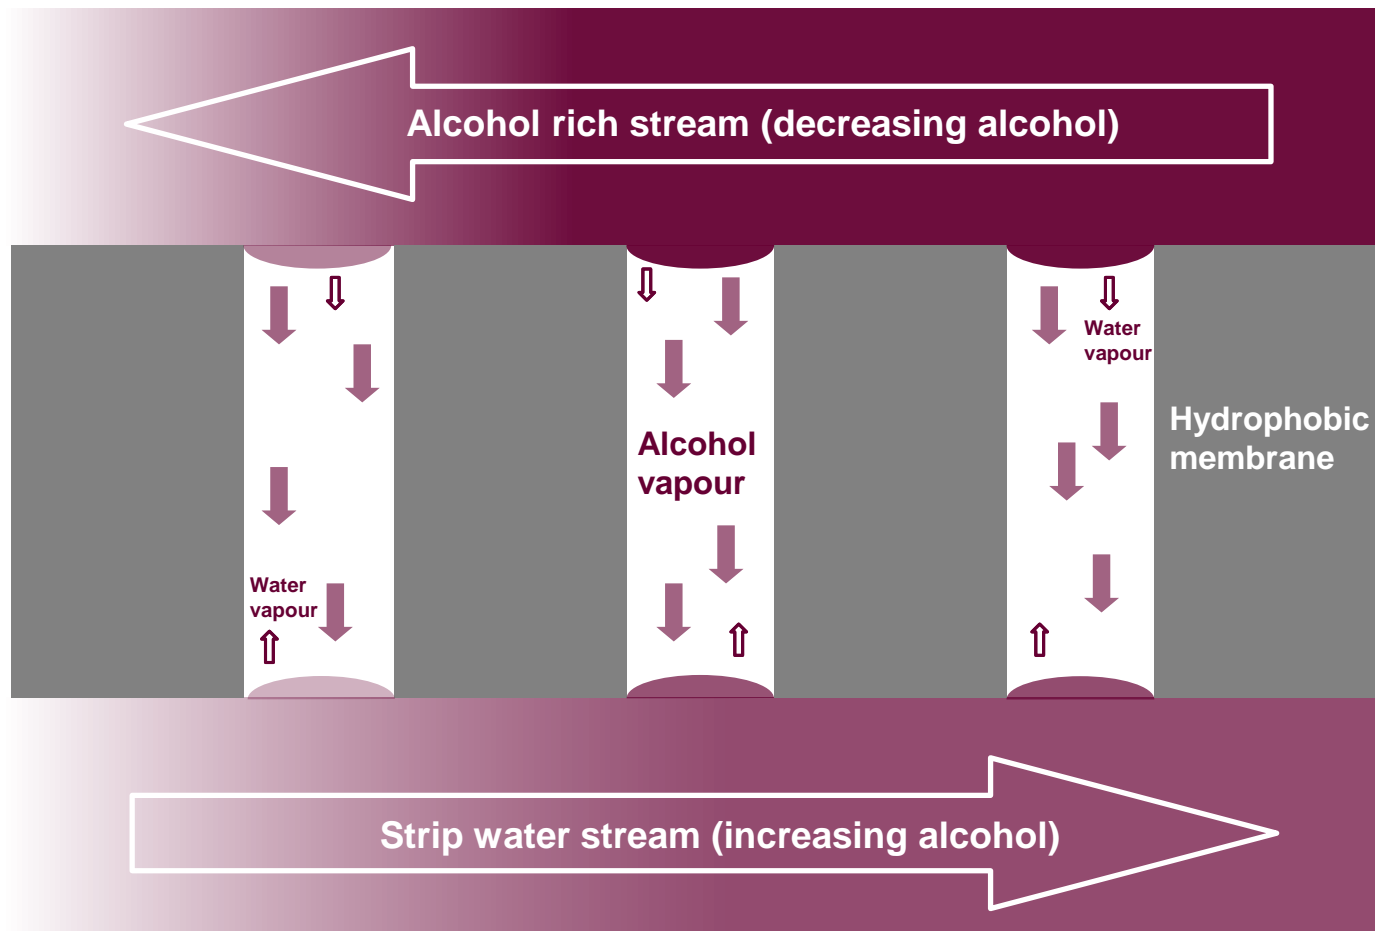 Alcohol rich stream (decreasing alcohol)
Water
vapour
Hydrophobic
membrane
Alcohol
vapour
Water
vapour
Strip water stream (increasing alcohol)